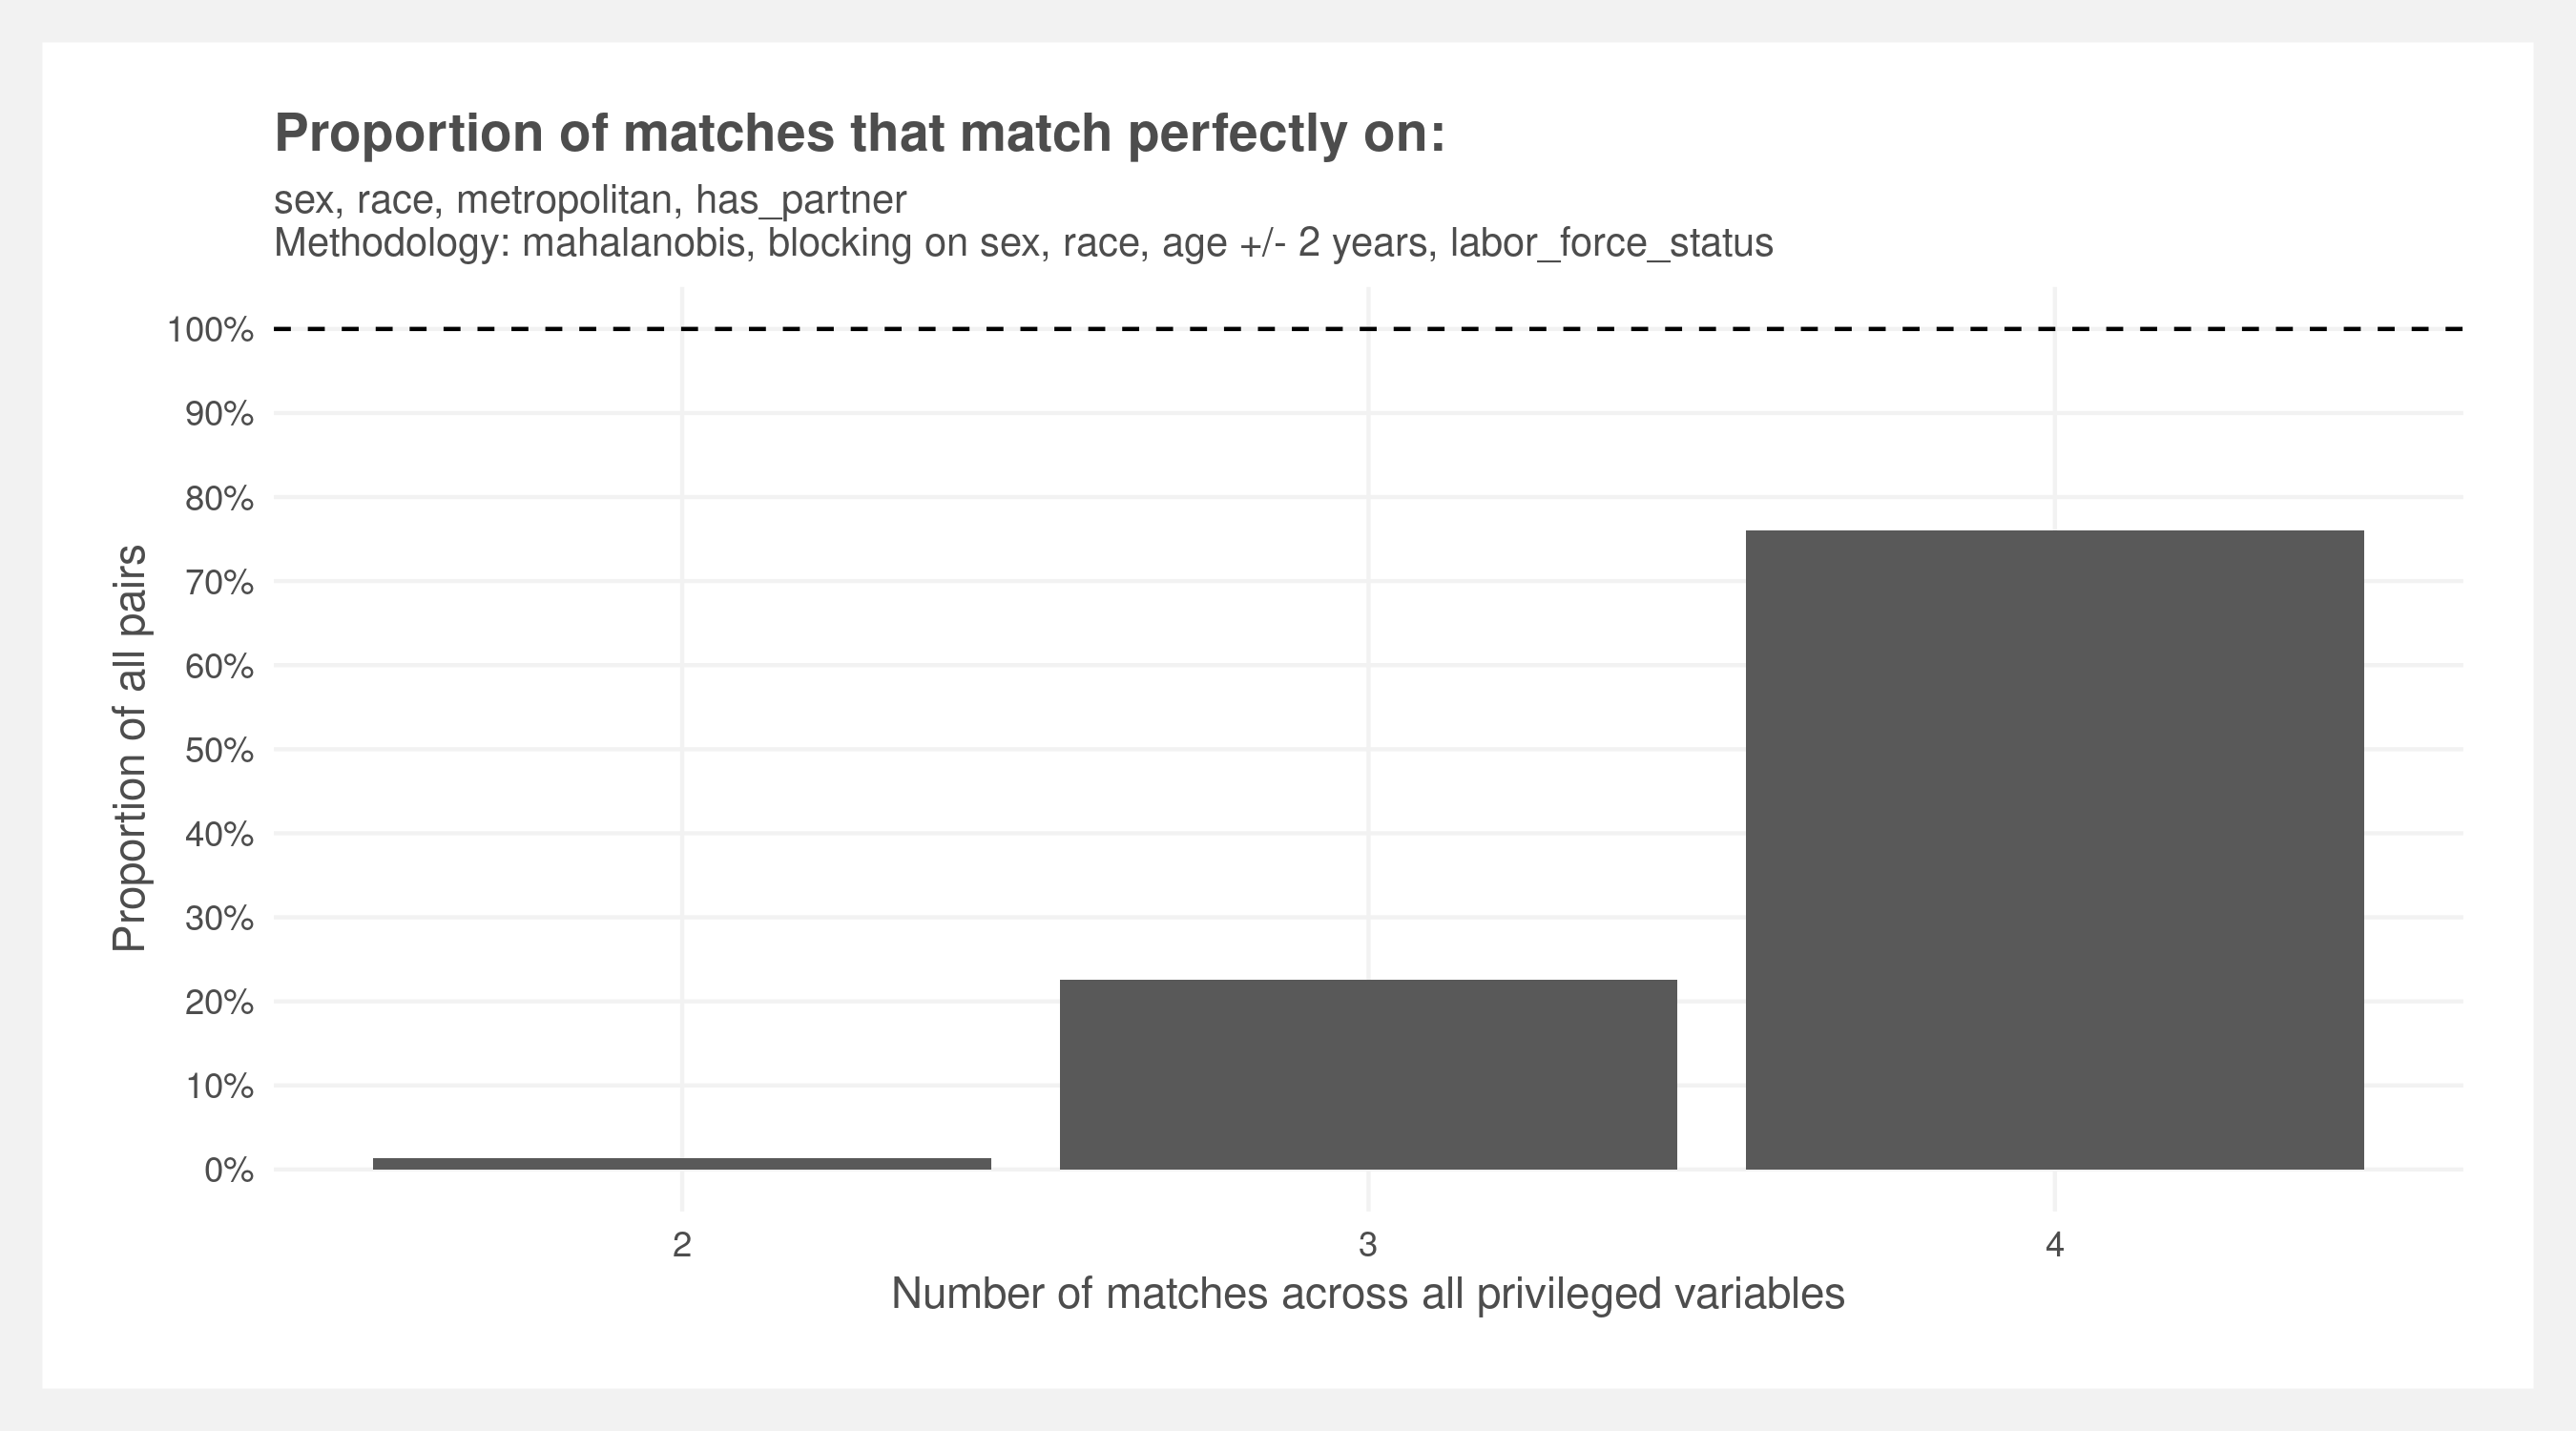 Proportion of matches that match perfectly on:
sex, race, metropolitan, has_partner
Methodology: mahalanobis, blocking on sex, race, age +/- 2 years, labor_force_status
Proportion of all pairs
100%
90%
80%
70%
60%
50%
40%
30%
20%
10%
0%
2
3
4
Number of matches across all privileged variables